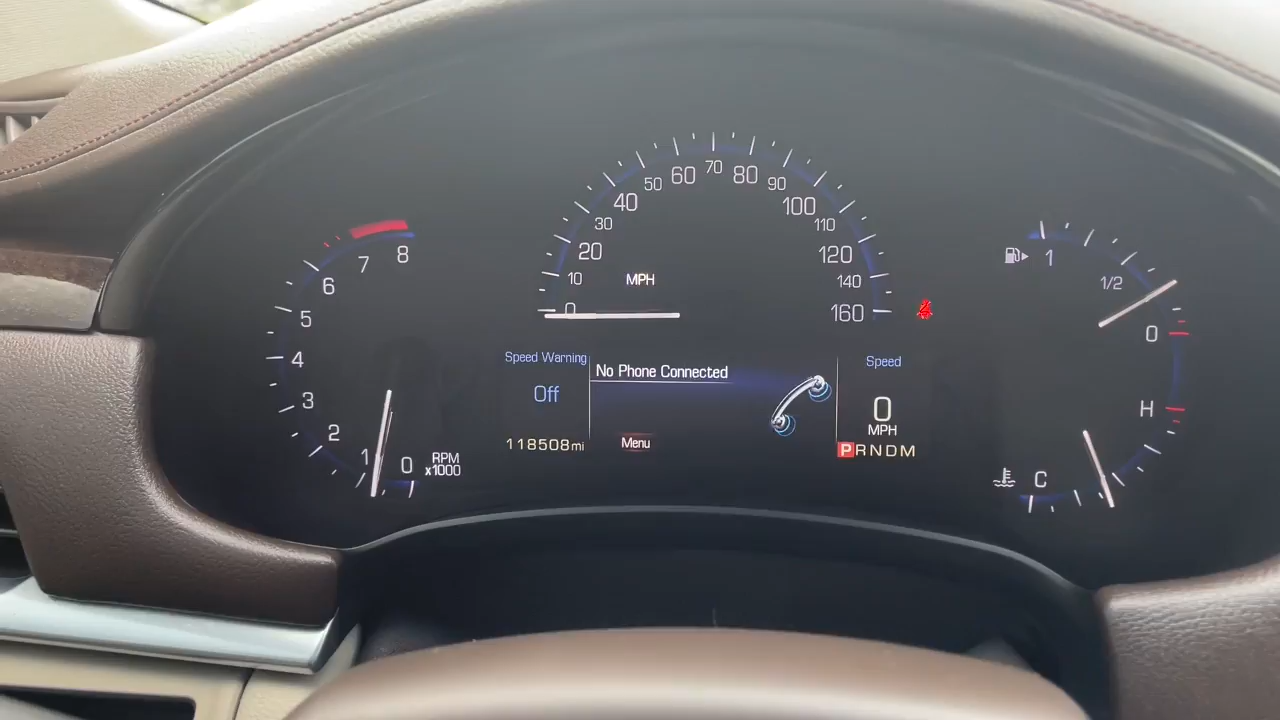 8
7
6
5
4
3
2
1
0
RPM
x1000
0
10
20
30
40
50
60
70
80
90
100
110
120
140
160
MPH
Speed Warning
Off
118508mi
No Phone Connected
Menu
Speed
0
MPH
PRNDM
1
1/2
0
H
C